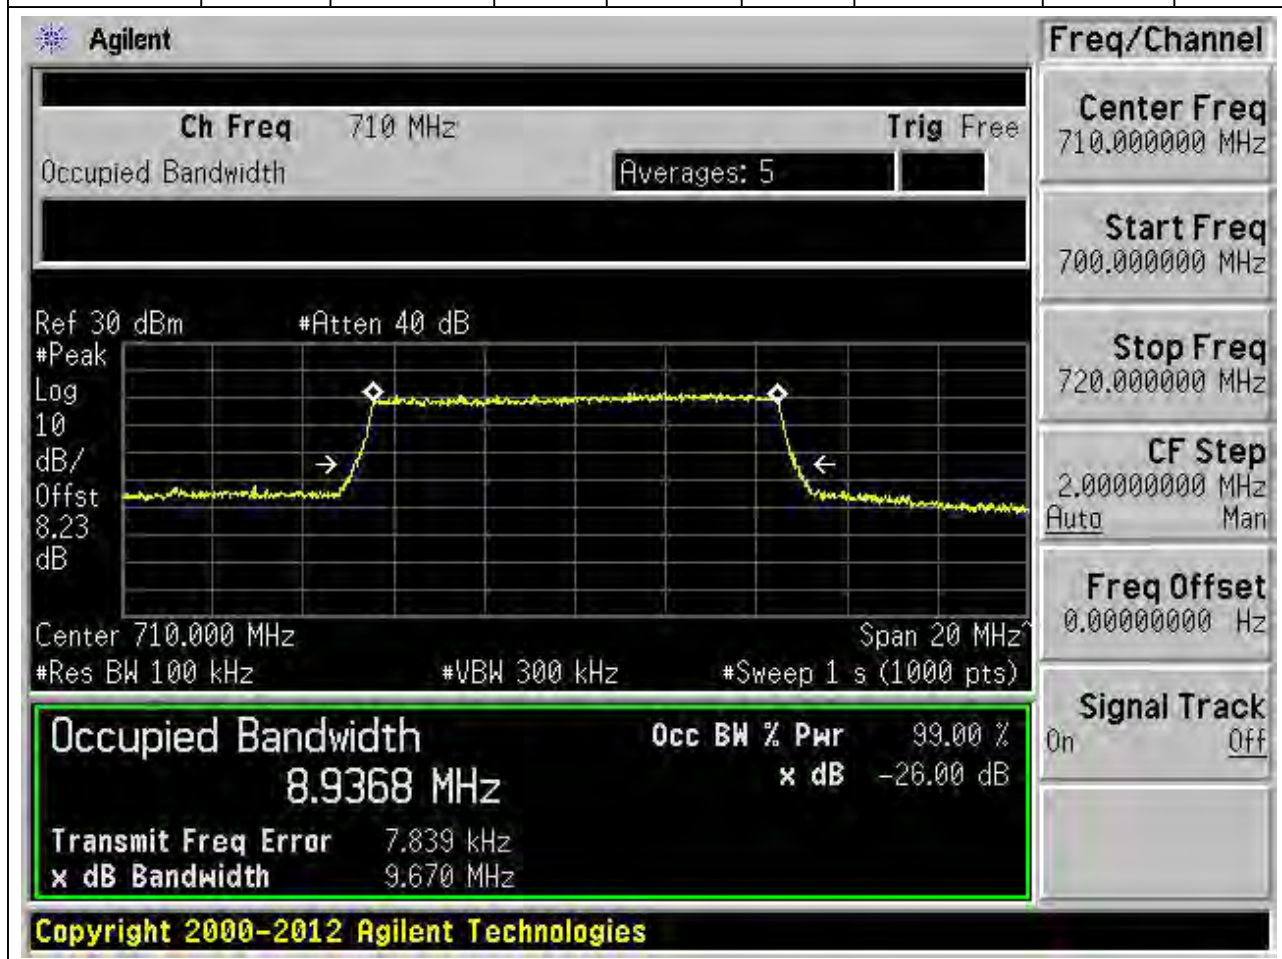 Agilent
Freq/Channel
Ch Freq 710 MHz Trig Free
Occupied Bandwidth Averages: 5
Center Freq
710.000000 MHz
Start Freq
700.000000 MHz
Stop Freq
720.000000 MHz
CF Step
2.00000000 MHz
Auto Man
Freq Offset
0.00000000 Hz
Signal Track
On Off
Ref 30 dBm #Atten 40 dB
#Peak
Log
10
dB/
Offst
8.23
dB
Center 710.000 MHz Span 20 MHz^
#Res BW 100 kHz #VBW 300 kHz #Sweep 1 s (1000 pts)
Occupied Bandwidth Occ BW % Pwr 99.00 %
8.9368 MHz x dB -26.00 dB
Transmit Freq Error 7.839 kHz
x dB Bandwidth 9.670 MHz
Copyright 2000-2012 Agilent Technologies